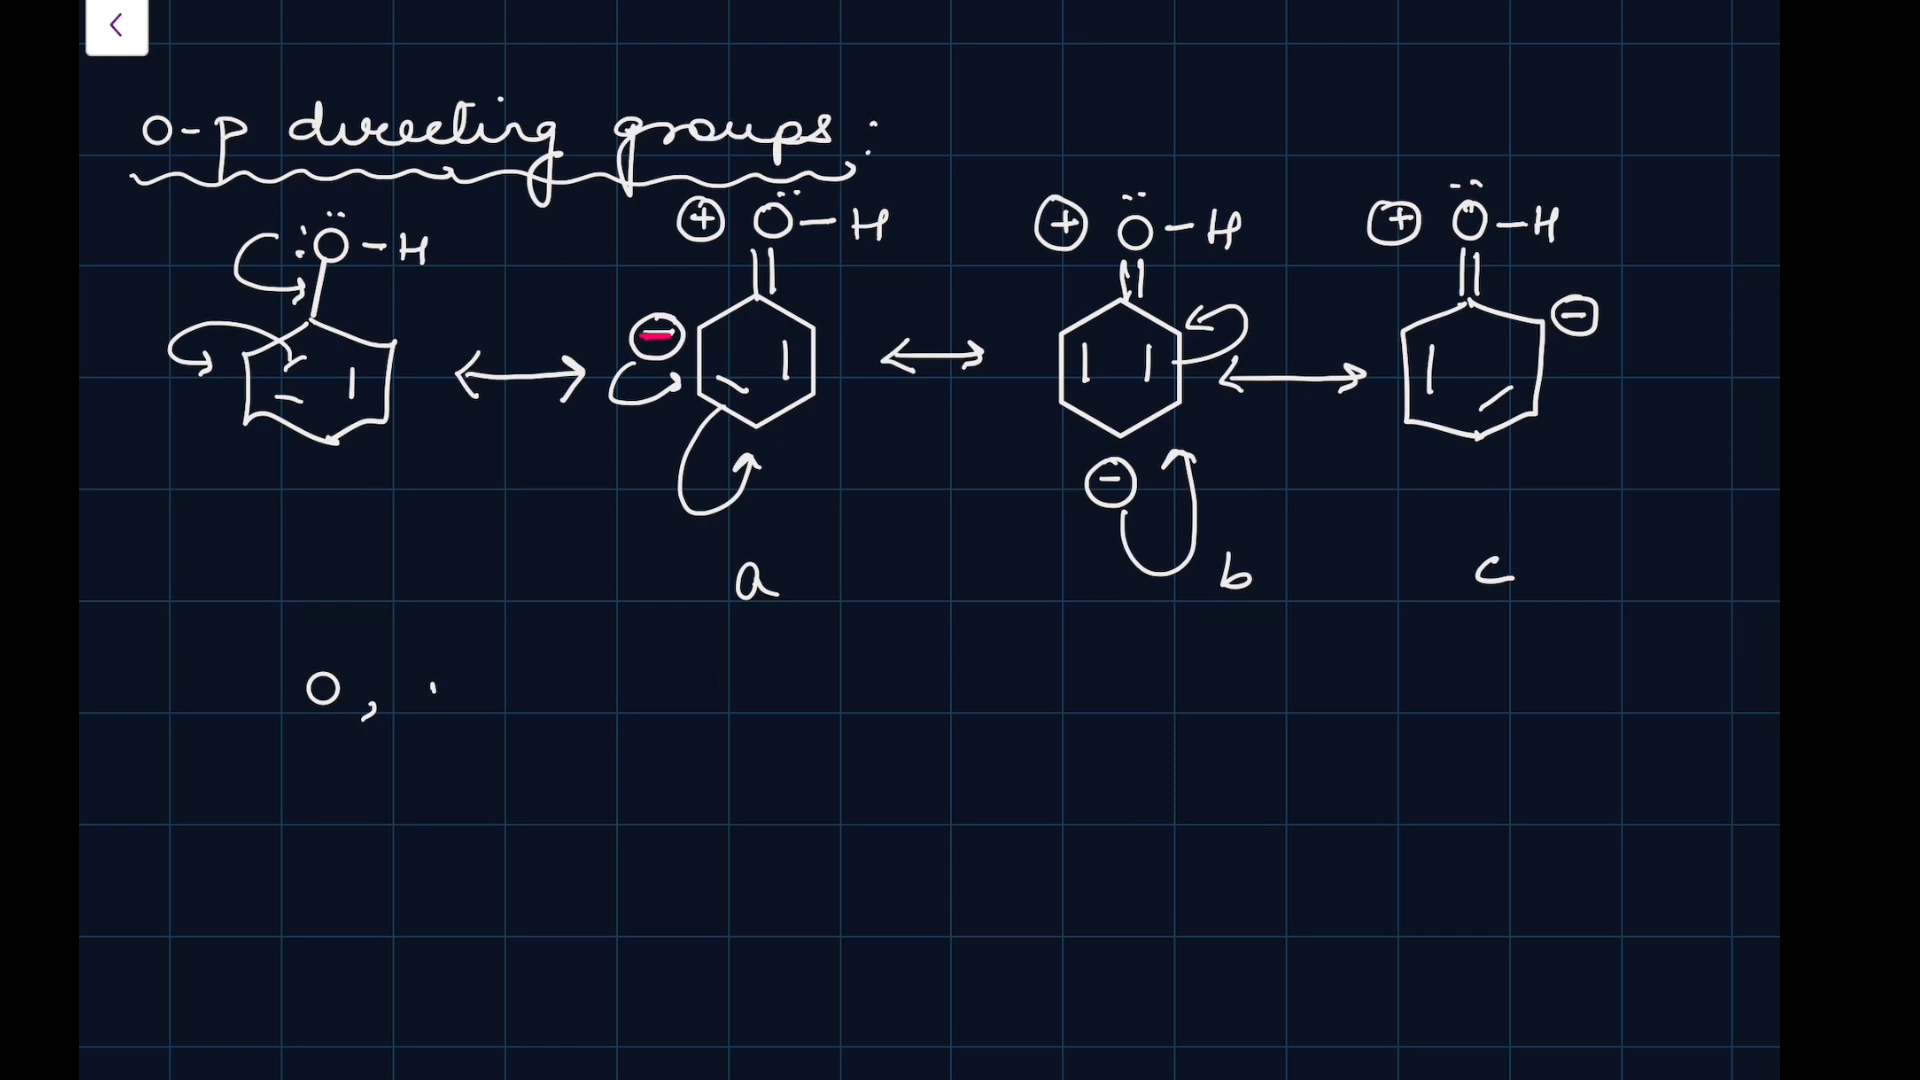 o-p directing groups:
:Ö-H
⊕ Ö-H
⊕ Ö-H
⊕ Ö-H
⊖
⊖
⊖
a
b
c
O,